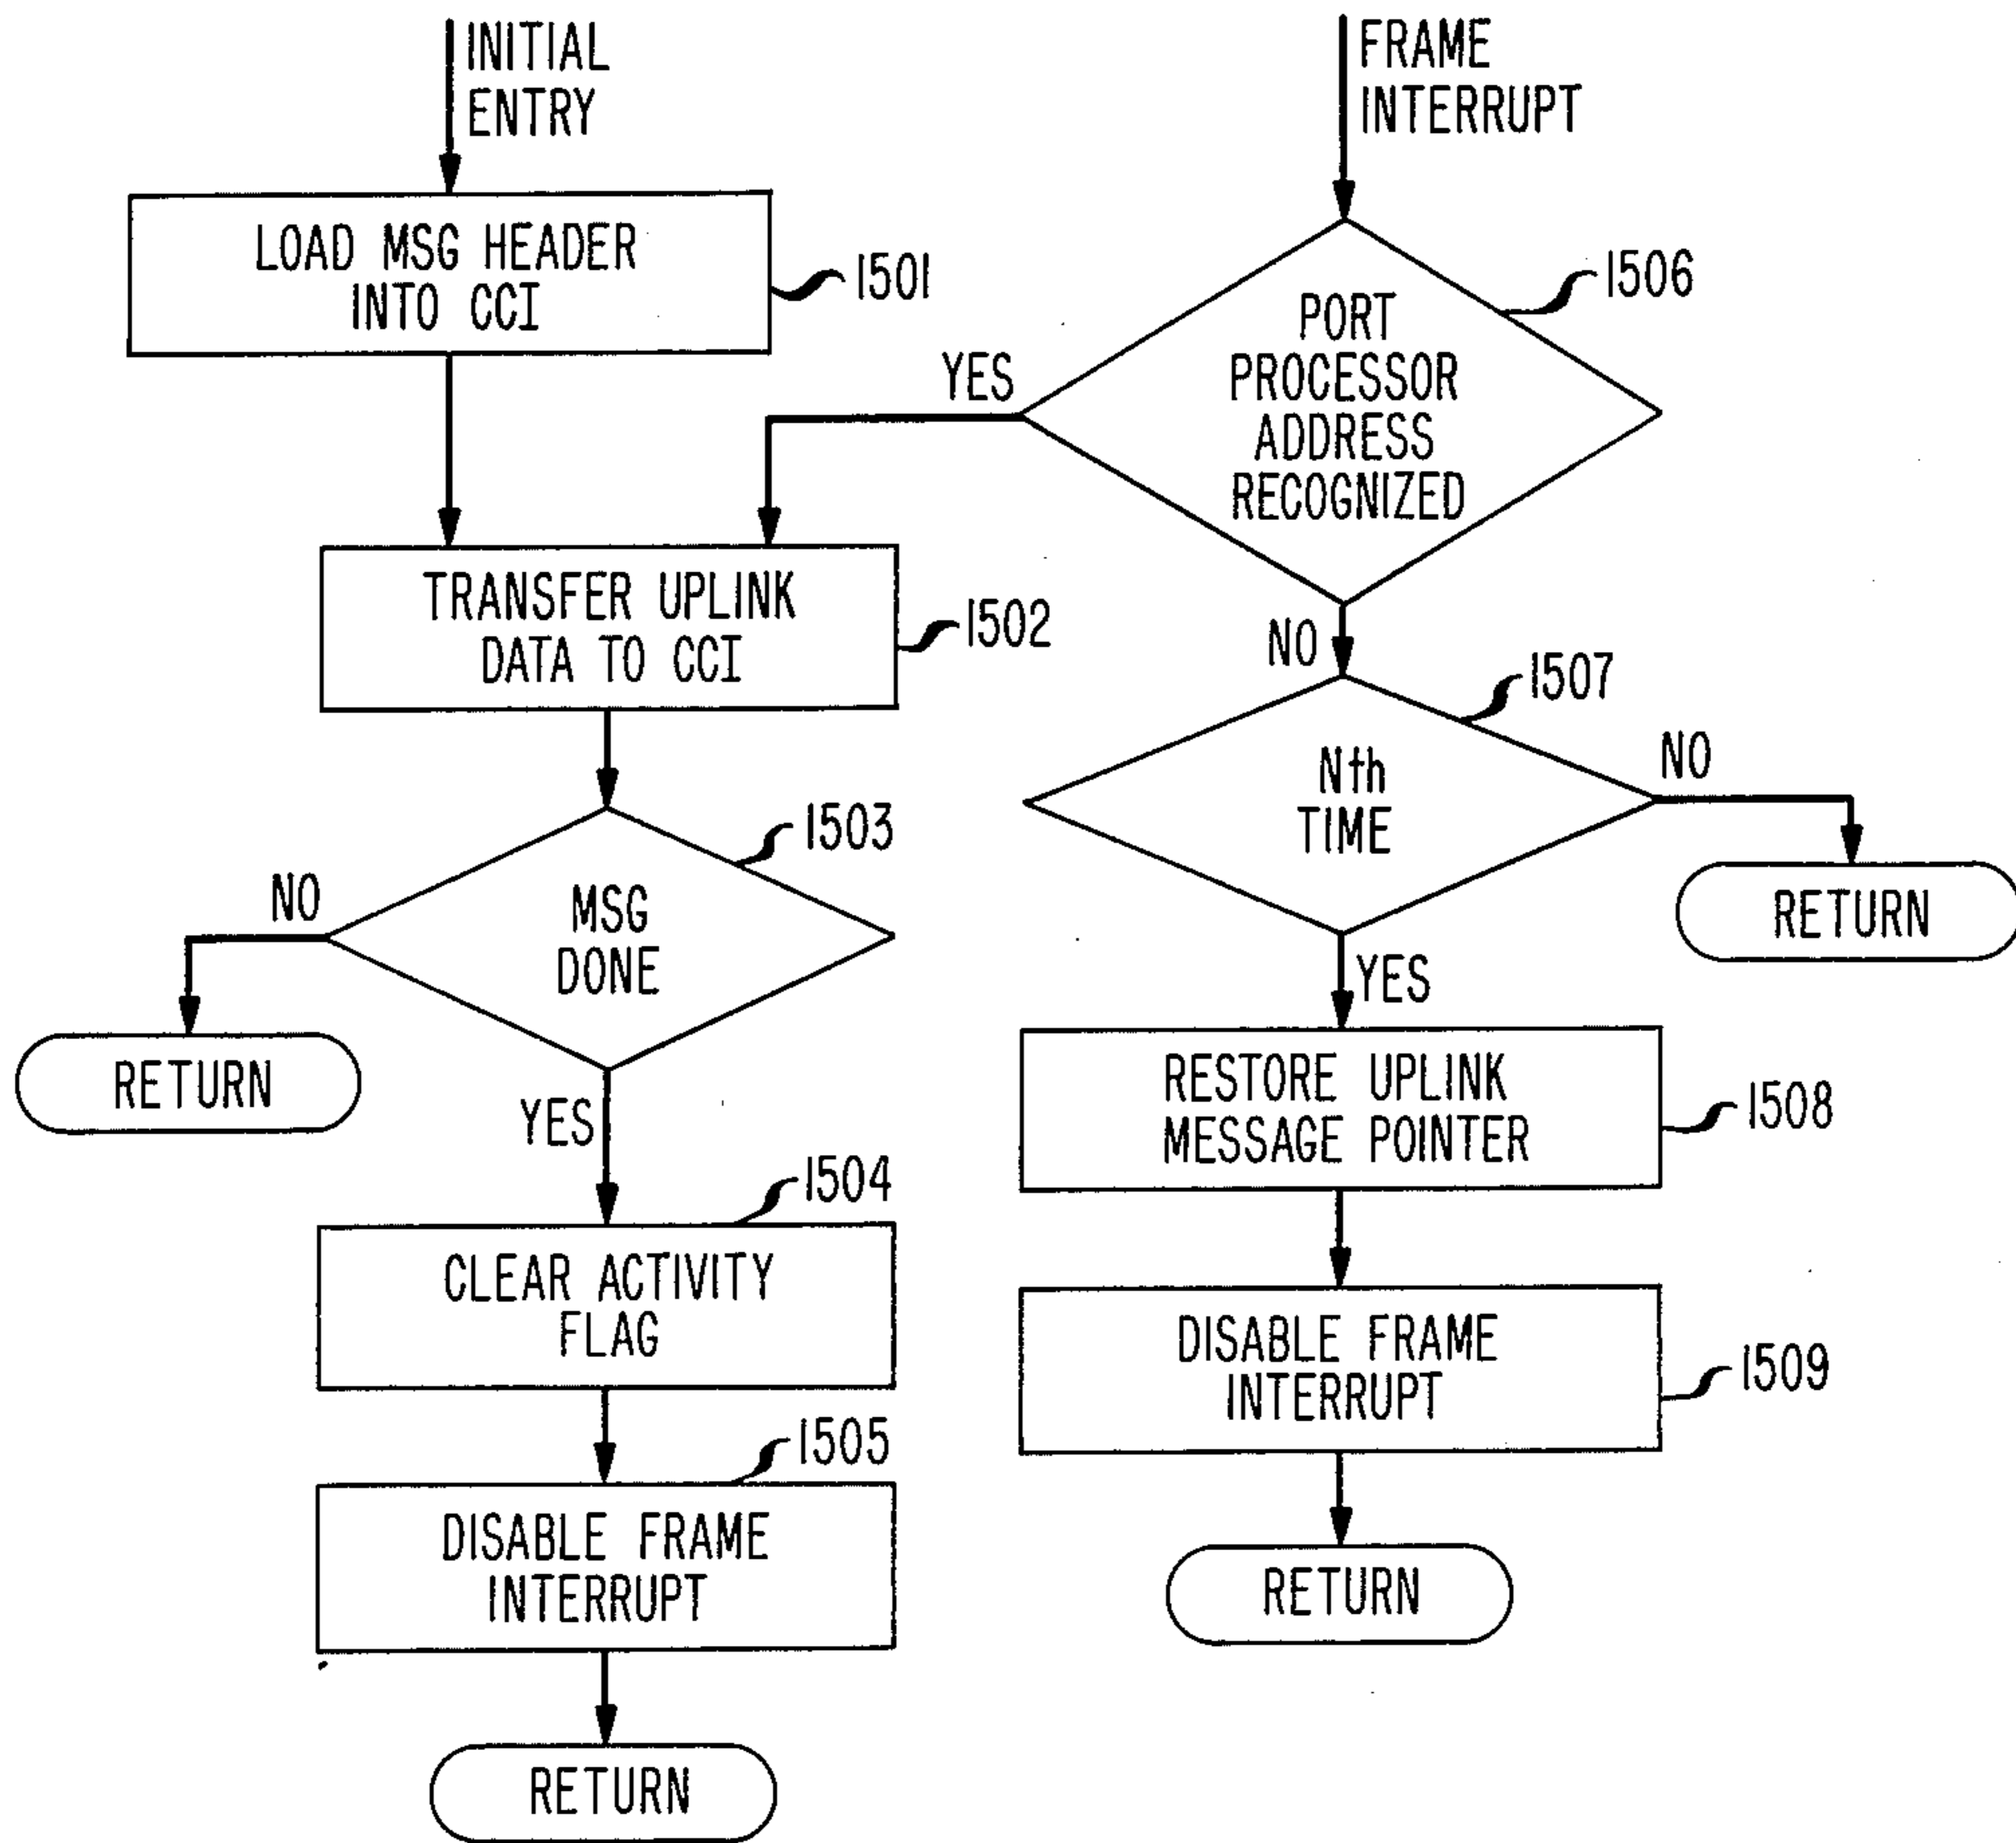 INITIAL
ENTRY
LOAD MSG HEADER
INTO CCI
1501
TRANSFER UPLINK
DATA TO CCI
1502
MSG
DONE
1503
NO
RETURN
YES
CLEAR ACTIVITY
FLAG
1504
DISABLE FRAME
INTERRUPT
1505
RETURN
FRAME
INTERRUPT
PORT
PROCESSOR
ADDRESS
RECOGNIZED
1506
YES
NO
Nth
TIME
1507
NO
RETURN
YES
RESTORE UPLINK
MESSAGE POINTER
1508
DISABLE FRAME
INTERRUPT
1509
RETURN